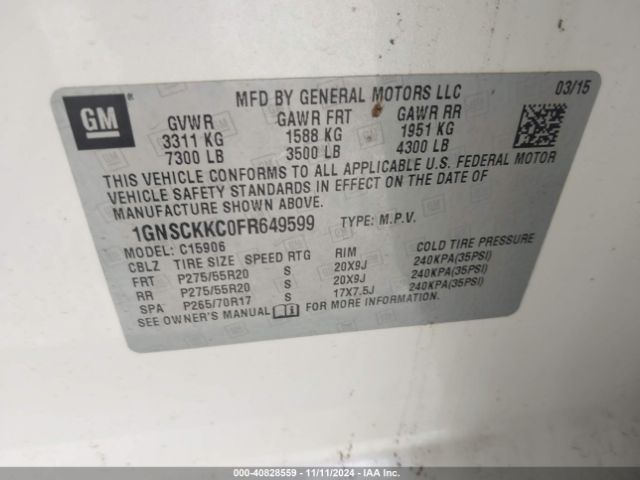 GM
MFD BY GENERAL MOTORS LLC 03/15
GVWR GAWR FRT GAWR RR
3311 KG 1588 KG 1951 KG
7300 LB 3500 LB 4300 LB
THIS VEHICLE CONFORMS TO ALL APPLICABLE U.S. FEDERAL MOTOR
VEHICLE SAFETY STANDARDS IN EFFECT ON THE DATE OF
MANUFACTURE SHOWN ABOVE.
1GNSCKKC0FR649599 TYPE: M.P.V.
MODEL: C15906
CBLZ TIRE SIZE SPEED RTG RIM COLD TIRE PRESSURE
FRT P275/55R20 S 20X9J 240KPA(35PSI)
RR P275/55R20 S 20X9J 240KPA(35PSI)
SPA P265/70R17 S 17X7.5J 240KPA(35PSI)
SEE OWNER'S MANUAL FOR MORE INFORMATION.
000-40828559 - 11/11/2024 - IAA Inc.